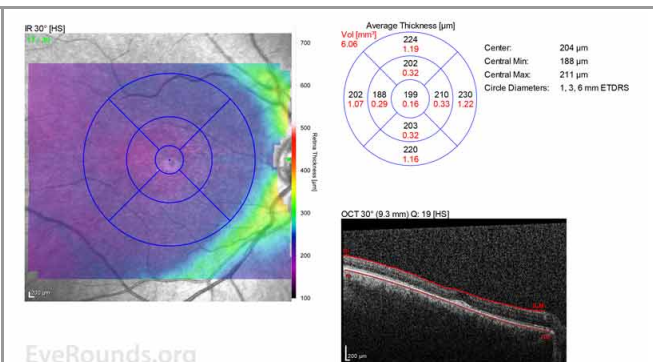 IR 30° [HS]
700
600
500
400
300
200
100
Retina Thickness [µm]
200 µm
EyeRounds.org
Average Thickness [µm]
Vol [mm³]
6.06
224
1.19
202
0.32
202 188 199 210 230
1.07 0.29 0.16 0.33 1.22
203
0.32
220
1.16
Center: 204 µm
Central Min: 188 µm
Central Max: 211 µm
Circle Diameters: 1, 3, 6 mm ETDRS
OCT 30° (9.3 mm) Q: 19 [HS]
200 µm